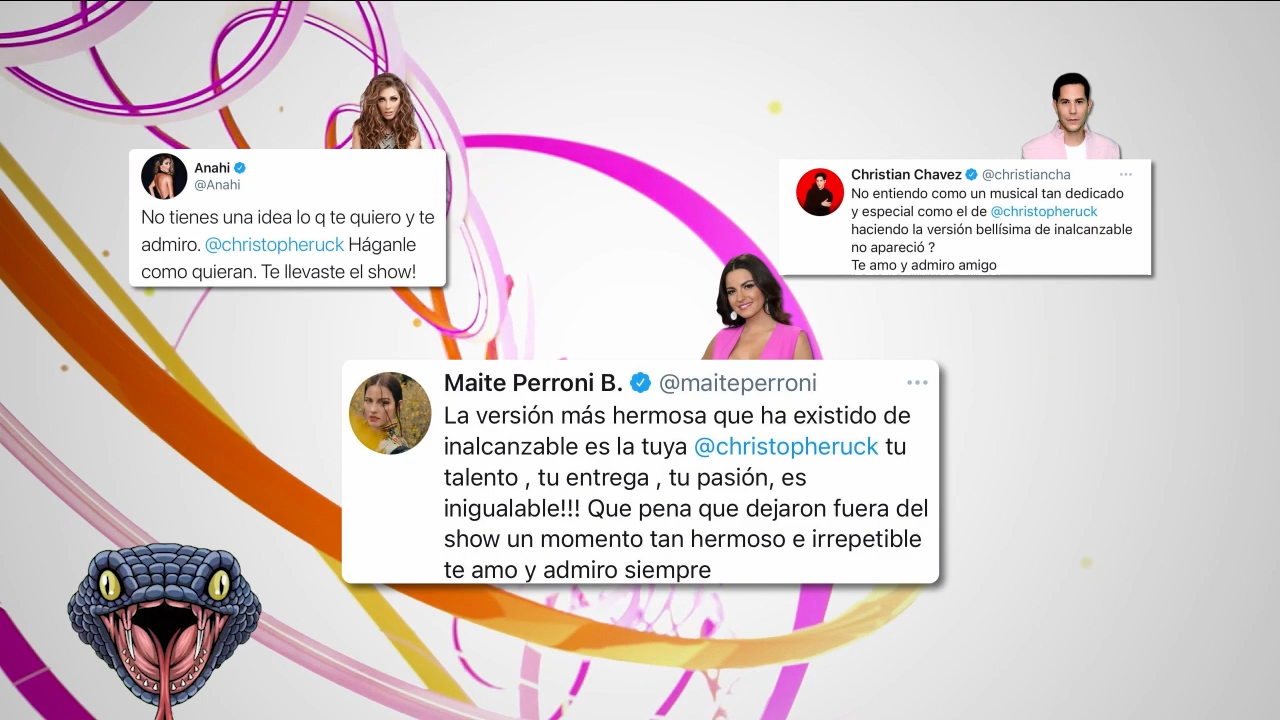 Anahi
@Anahi
No tienes una idea lo q te quiero y te
admiro. @christopheruck Háganle
como quieran. Te llevaste el show!
Christian Chavez @christiancha ...
No entiendo como un musical tan dedicado
y especial como el de @christopheruck
haciendo la versión bellísima de inalcanzable
no apareció ?
Te amo y admiro amigo
Maite Perroni B. @maiteperroni ...
La versión más hermosa que ha existido de
inalcanzable es la tuya @christopheruck tu
talento , tu entrega , tu pasión, es
inigualable!!! Que pena que dejaron fuera del
show un momento tan hermoso e irrepetible
te amo y admiro siempre